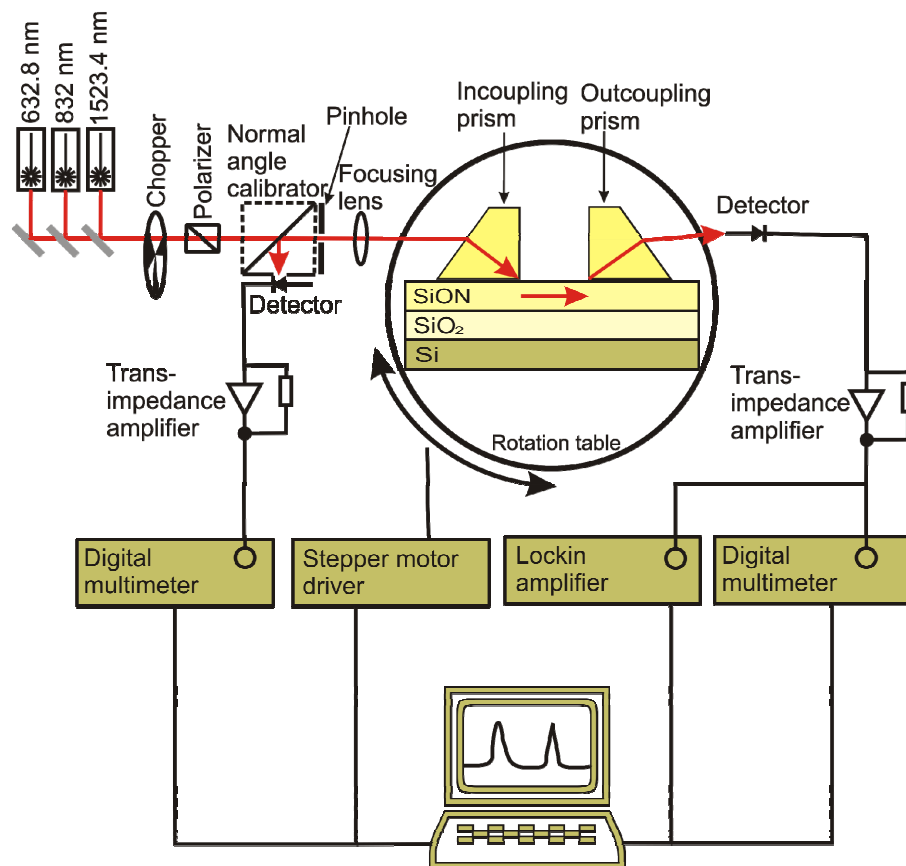 632.8 nm
832 nm
1523.4 nm
Chopper
Polarizer
Normal
angle
calibrator
Pinhole
Focusing
lens
Incoupling
prism
Outcoupling
prism
Detector
Detector
SiON
SiO₂
Si
Trans-
impedance
amplifier
Trans-
impedance
amplifier
Rotation table
Digital
multimeter
Stepper motor
driver
Lockin
amplifier
Digital
multimeter